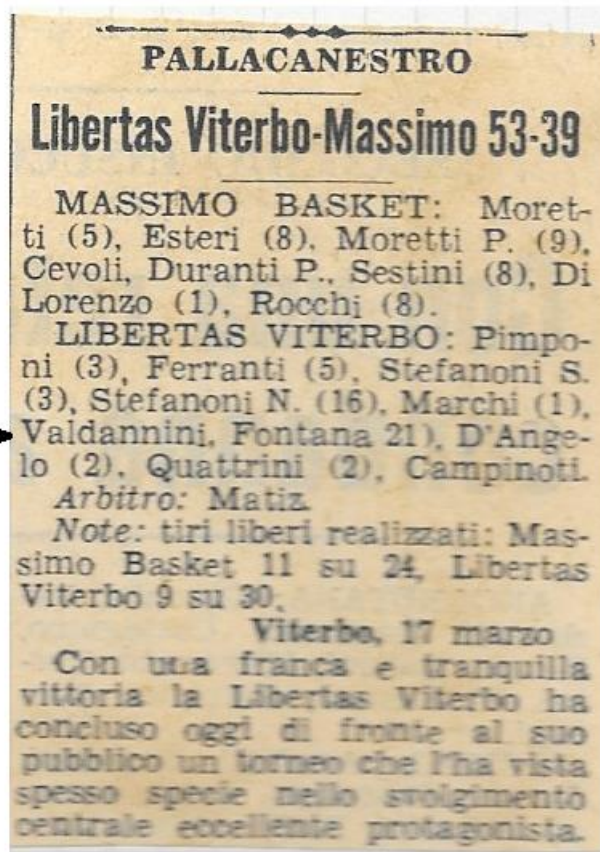 PALLACANESTRO
Libertas Viterbo-Massimo 53-39
MASSIMO BASKET: Moret-
ti (5), Esteri (8), Moretti P. (9),
Cevoli, Duranti P., Sestini (8), Di
Lorenzo (1), Rocchi (8).
LIBERTAS VITERBO: Pimpo-
ni (3), Ferranti (5), Stefanoni S.
(3), Stefanoni N. (16), Marchi (1),
Valdannini, Fontana 21), D'Ange-
lo (2), Quattrini (2), Campinoti.
Arbitro: Matiz.
Note: tiri liberi realizzati: Mas-
simo Basket 11 su 24, Libertas
Viterbo 9 su 30.
Viterbo, 17 marzo
Con una franca e tranquilla
vittoria la Libertas Viterbo ha
concluso oggi di fronte al suo
pubblico un torneo che l'ha vista
spesso specie nello svolgimento
centrale eccellente protagonista.